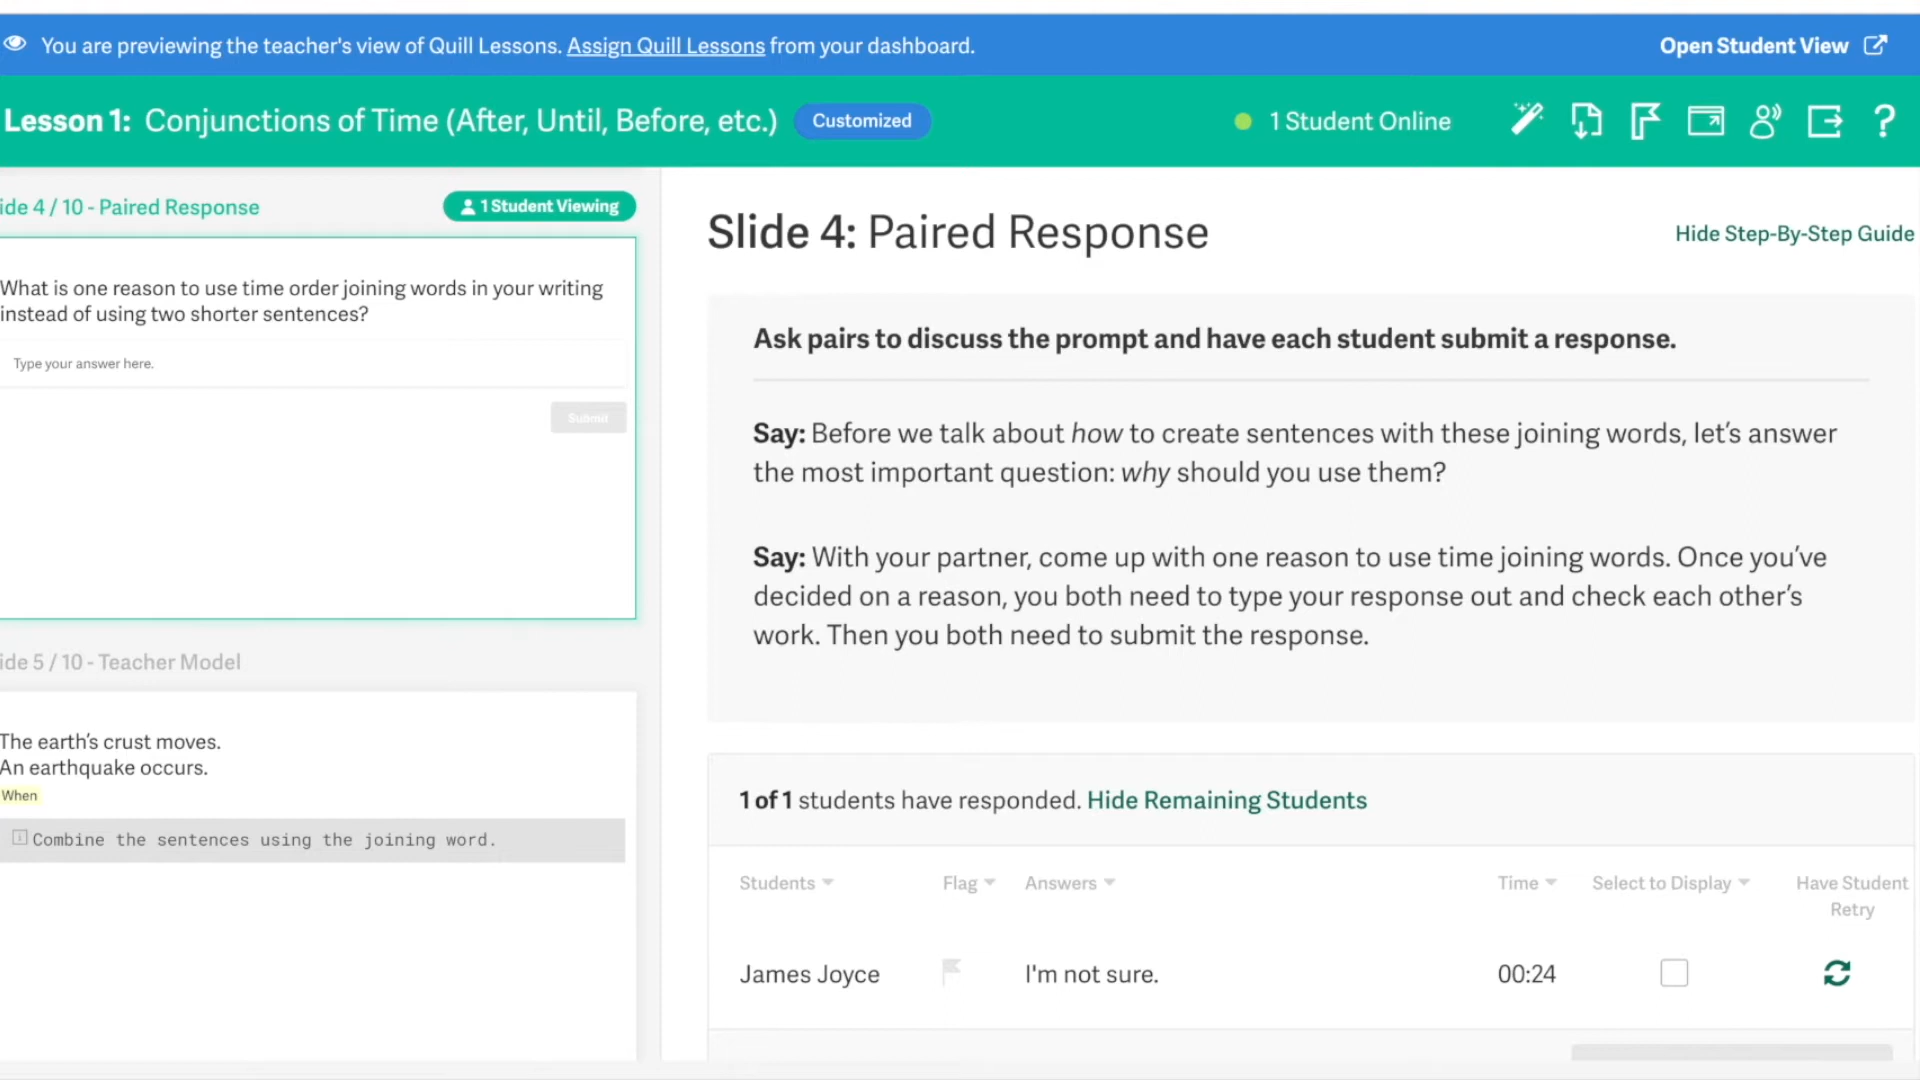 You are previewing the teacher's view of Quill Lessons. Assign Quill Lessons from your dashboard.
Open Student View
Lesson 1: Conjunctions of Time (After, Until, Before, etc.)
Customized
1 Student Online
?
ide 4 / 10 - Paired Response
1 Student Viewing
What is one reason to use time order joining words in your writing
instead of using two shorter sentences?
Type your answer here.
Submit
ide 5 / 10 - Teacher Model
The earth's crust moves.
An earthquake occurs.
When
Combine the sentences using the joining word.
Slide 4: Paired Response
Hide Step-By-Step Guide
Ask pairs to discuss the prompt and have each student submit a response.
Say: Before we talk about how to create sentences with these joining words, let’s answer
the most important question: why should you use them?
Say: With your partner, come up with one reason to use time joining words. Once you’ve
decided on a reason, you both need to type your response out and check each other’s
work. Then you both need to submit the response.
1 of 1 students have responded. Hide Remaining Students
Students
Flag
Answers
Time
Select to Display
Have Student
Retry
James Joyce
I'm not sure.
00:24